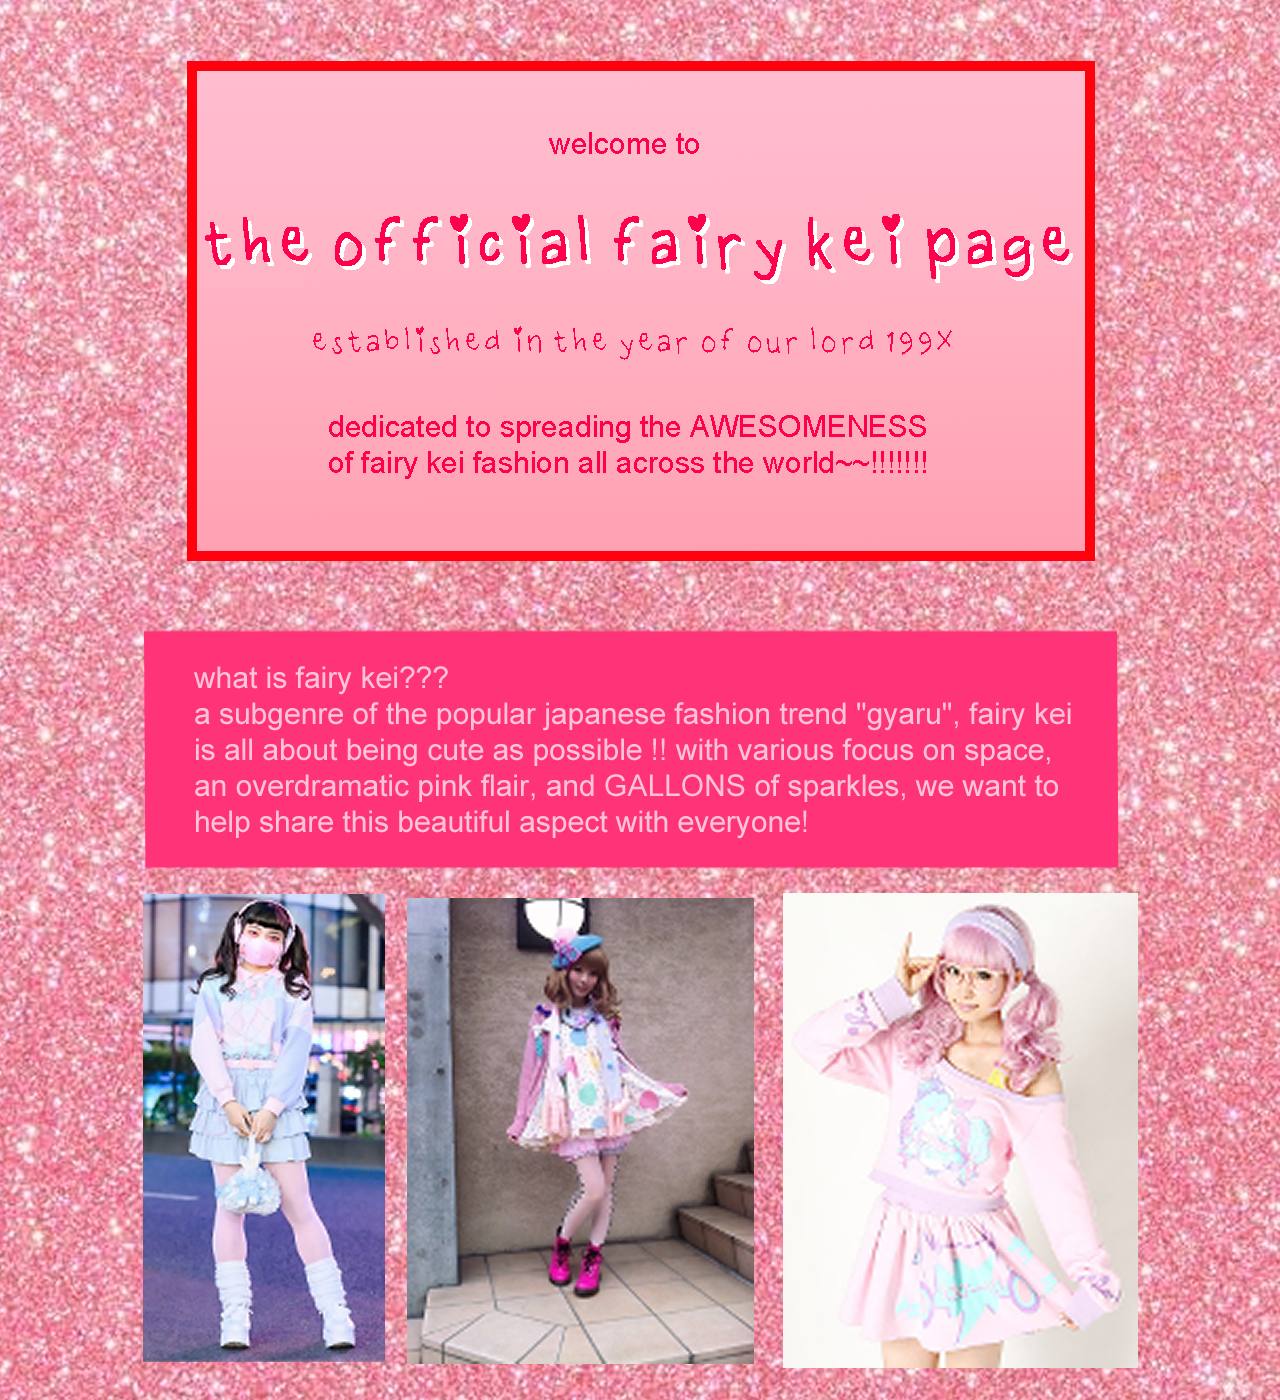 welcome to
the official fairy kei page
established in the year of our lord 199X
dedicated to spreading the AWESOMENESS
of fairy kei fashion all across the world~~!!!!!!!
what is fairy kei???
a subgenre of the popular japanese fashion trend "gyaru", fairy kei
is all about being cute as possible !! with various focus on space,
an overdramatic pink flair, and GALLONS of sparkles, we want to
help share this beautiful aspect with everyone!